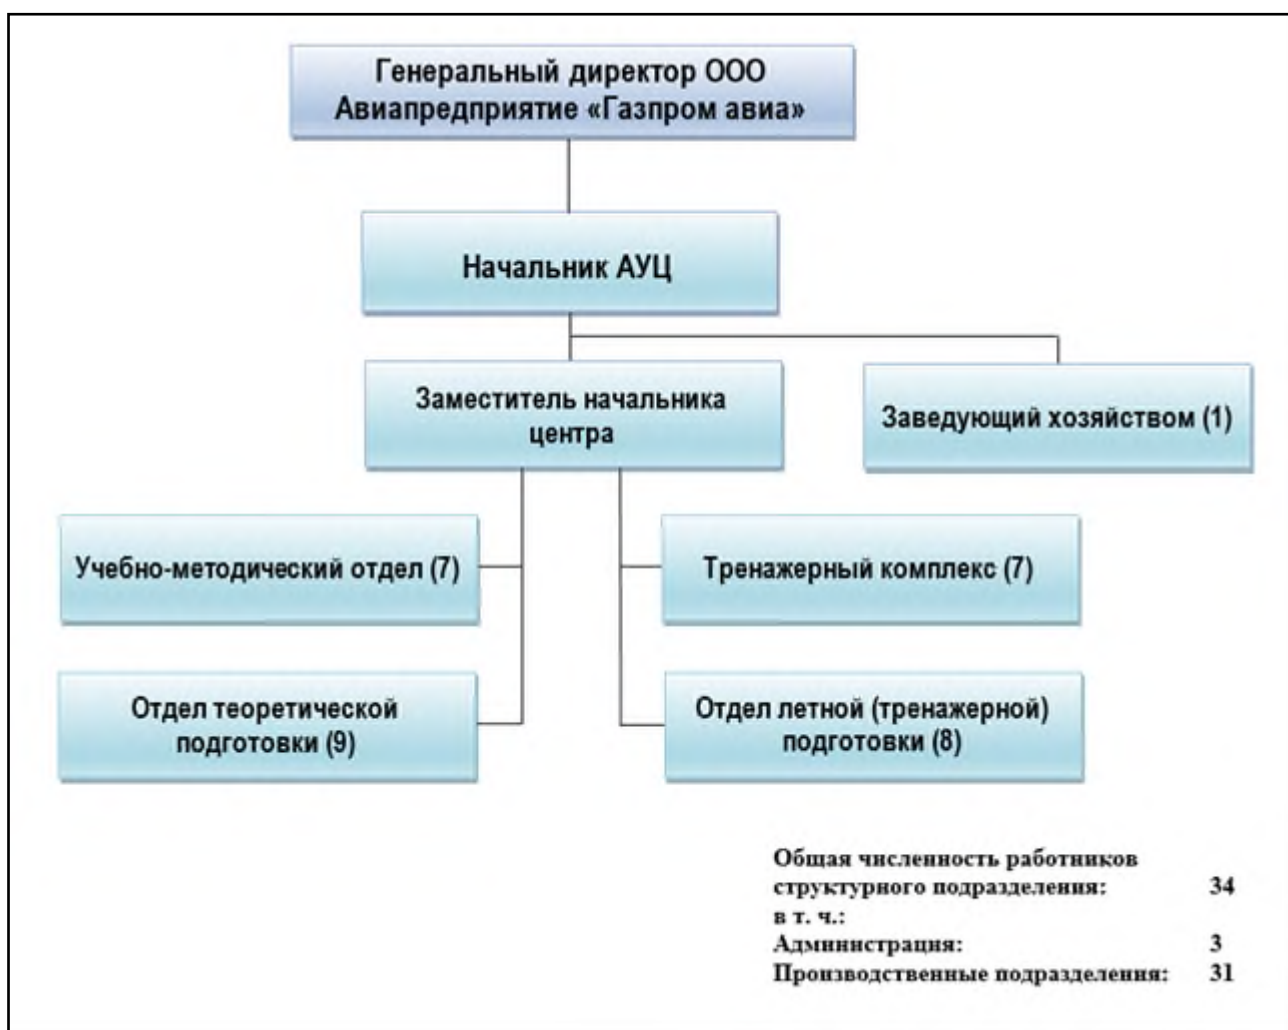 Генеральный директор ООО
Авиапредприятие «Газпром авиа»
Начальник АУЦ
Заместитель начальника
центра
Заведующий хозяйством (1)
Учебно-методический отдел (7)
Тренажерный комплекс (7)
Отдел теоретической
подготовки (9)
Отдел летной (тренажерной)
подготовки (8)
Общая численность работников
структурного подразделения: 34
в т. ч.:
Администрация: 3
Производственные подразделения: 31